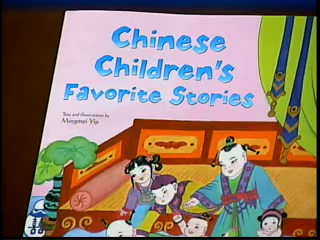 Chinese
Children's
Favorite Stories
Text and illustrations by
Mingmei Yip